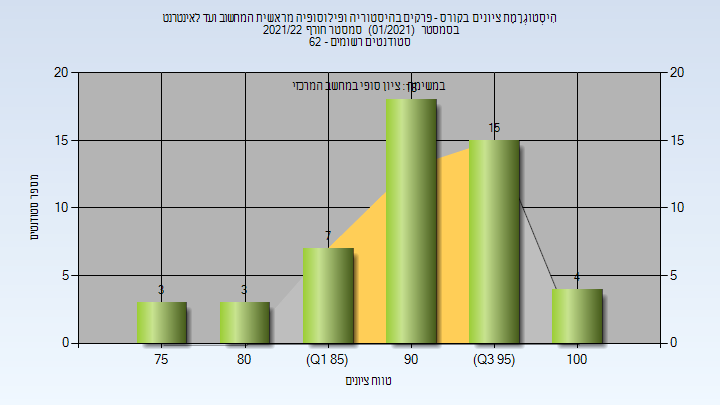 היסטוגרמת ציונים בקורס - פרקים בהיסטוריה ופילוסופיה מראשית המחשוב ועד לאינטרנט
בסמסטר (01/2021) סמסטר חורף 2021/22
סטודנטים רשומים - 62
במשימה: ציון סופי במחשב המרכזי
20
15
10
5
0
20
15
10
5
0
מספר סטודנטים
3
3
7
18
15
4
75
80
(Q1 85)
90
(Q3 95)
100
טווח ציונים